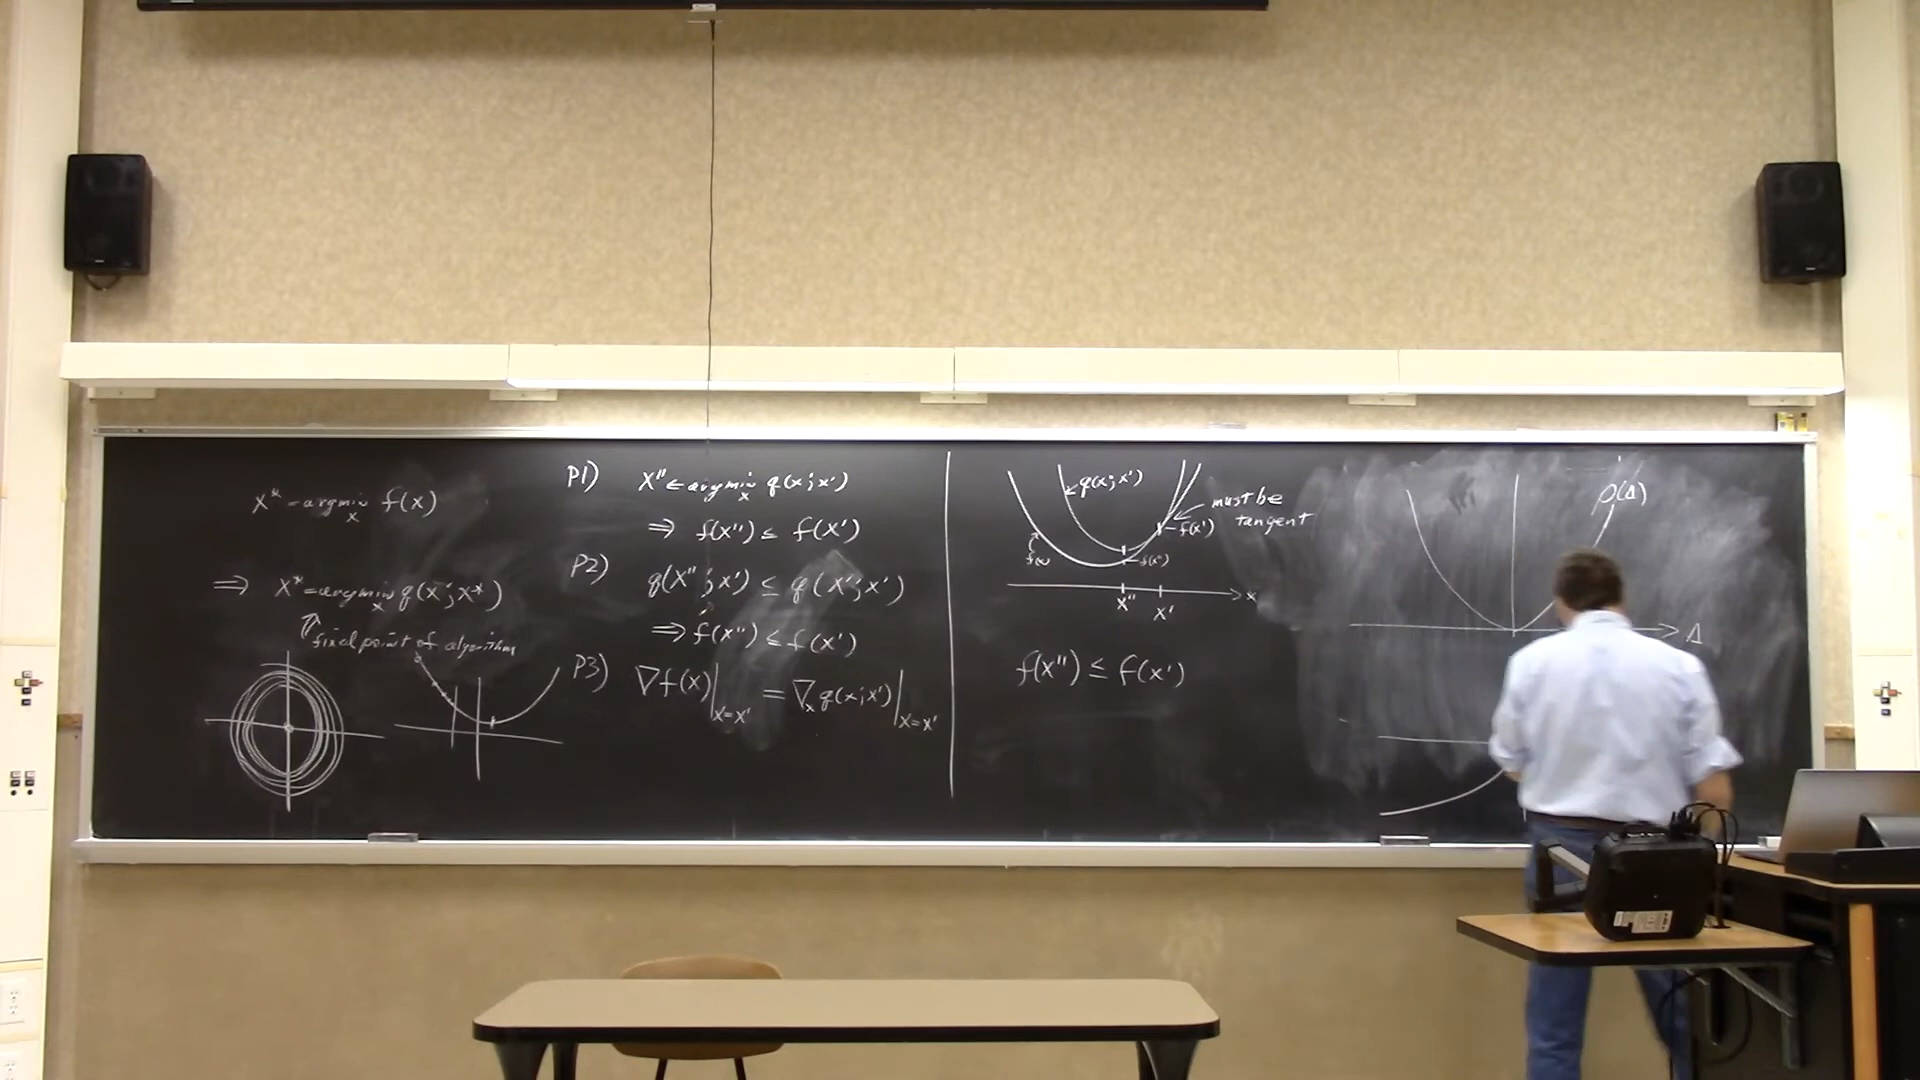 X* = argmin f(x)
x
⇒ X* = argmin q(x; x*)
x
fixed point of algorithm
P1) X'' ← argmin q(x; x')
x
⇒ f(x'') ≤ f(x')
P2) q(x''; x') ≤ q(x'; x')
⇒ f(x'') ≤ f(x')
P3) ∇f(x)|x=x' = ∇x q(x; x')|x=x'
q(x; x')
must be
tangent
f(x')
f(x)
f(x'')
x
x'' x'
f(x'') ≤ f(x')
ρ(Δ)
Δ